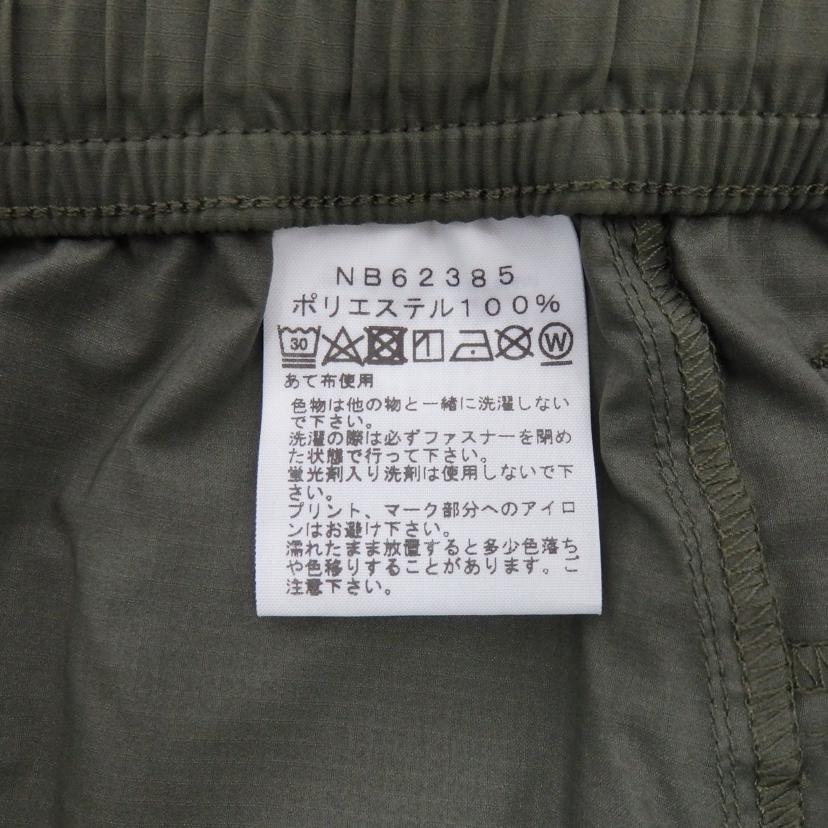 NB62385
ポリエステル100%
30 W
あて布使用
色物は他の物と一緒に洗濯しない
で下さい。
洗濯の際は必ずファスナーを閉め
た状態で行って下さい。
蛍光剤入り洗剤は使用しないで下
さい。
プリント、マーク部分へのアイロ
ンはお避け下さい。
濡れたまま放置すると多少色落ち
や色移りすることがあります。ご
注意下さい。